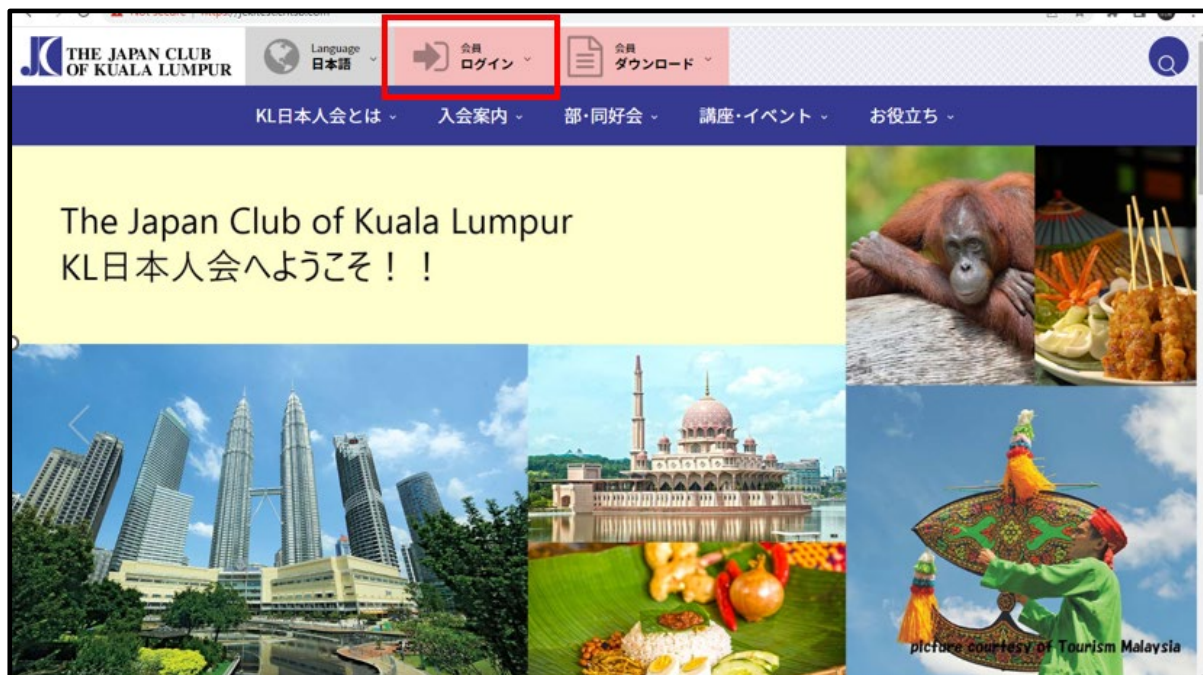 Not secure
THE JAPAN CLUB
OF KUALA LUMPUR
Language
日本語
会員
ログイン
会員
ダウンロード
KL日本人会とは
入会案内
部・同好会
講座・イベント
お役立ち
The Japan Club of Kuala Lumpur
KL日本人会へようこそ！！
picture courtesy of Tourism Malaysia